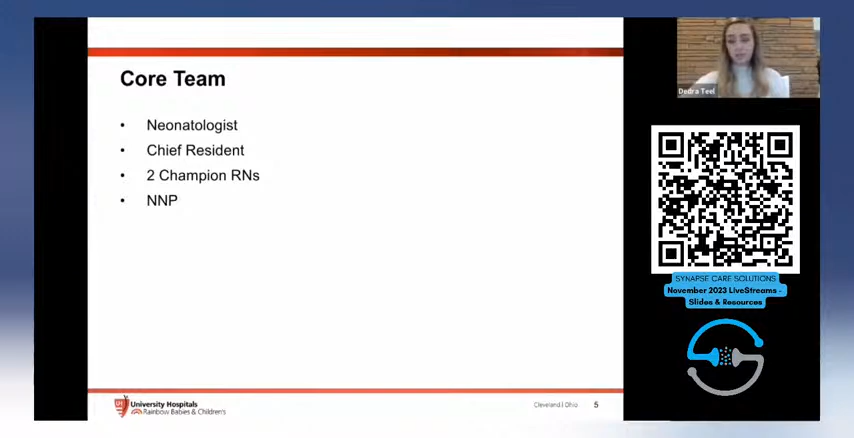 Core Team
• Neonatologist
• Chief Resident
• 2 Champion RNs
• NNP
University Hospitals
Rainbow Babies & Children's
Cleveland | Ohio
5
Dedra Teel
SYNAPSE CARE SOLUTIONS
November 2023 LiveStreams -
Slides & Resources